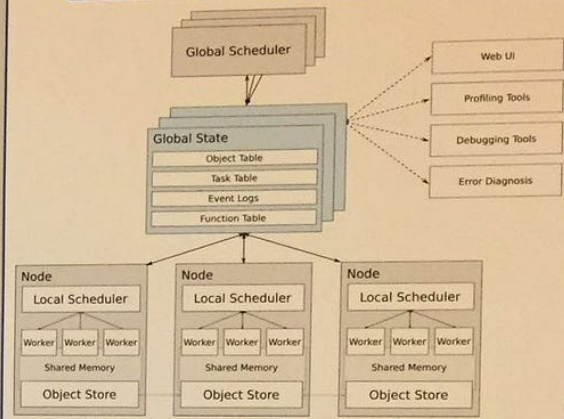 Global Scheduler
Web UI
Profiling Tools
Debugging Tools
Error Diagnosis
Global State
Object Table
Task Table
Event Logs
Function Table
Node
Local Scheduler
Worker Worker Worker
Shared Memory
Object Store
Node
Local Scheduler
Worker Worker Worker
Shared Memory
Object Store
Node
Local Scheduler
Worker Worker Worker
Shared Memory
Object Store